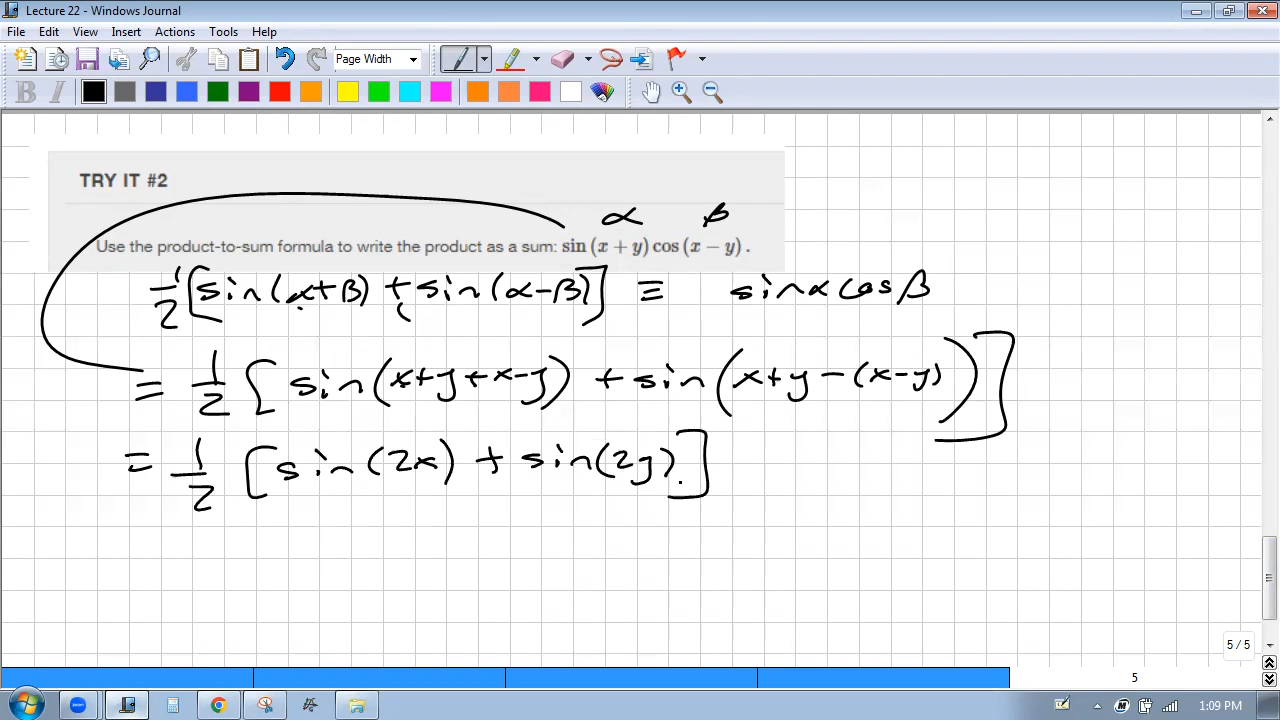 Lecture 22 - Windows Journal
File Edit View Insert Actions Tools Help
Page Width
B I
TRY IT #2
α β
Use the product-to-sum formula to write the product as a sum: sin (x + y) cos (x − y) .
1/2 [sin(α+β) + sin(α-β)] ≡ sinα cosβ
= 1/2 [sin(x+y+x-y) + sin(x+y-(x-y))]
= 1/2 [sin(2x) + sin(2y)]
5 / 5
5
1:09 PM